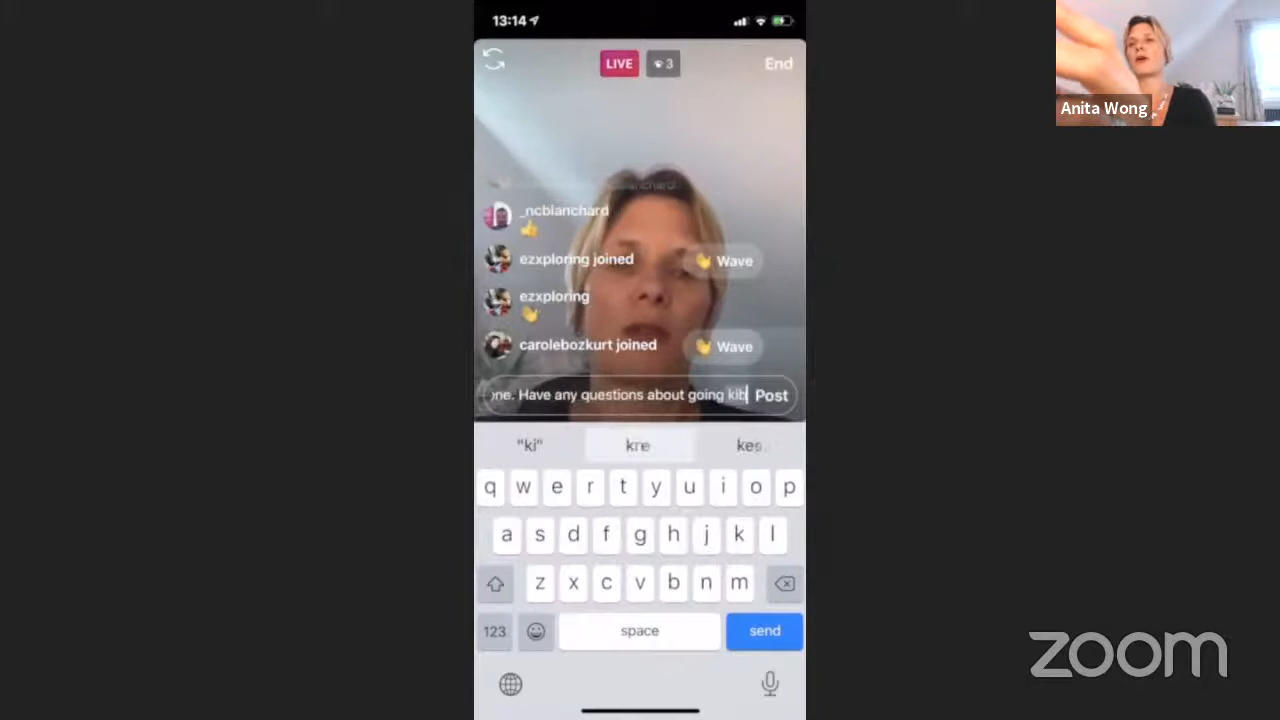 13:14
LIVE 3 End
Anita Wong
_ncblanchard
ezxploring joined Wave
ezxploring
carolebozkurt joined Wave
one. Have any questions about going kib Post
"ki" kre
q w e r t y u i o p
a s d f g h j k l
z x c v b n m
123 space send
zoom